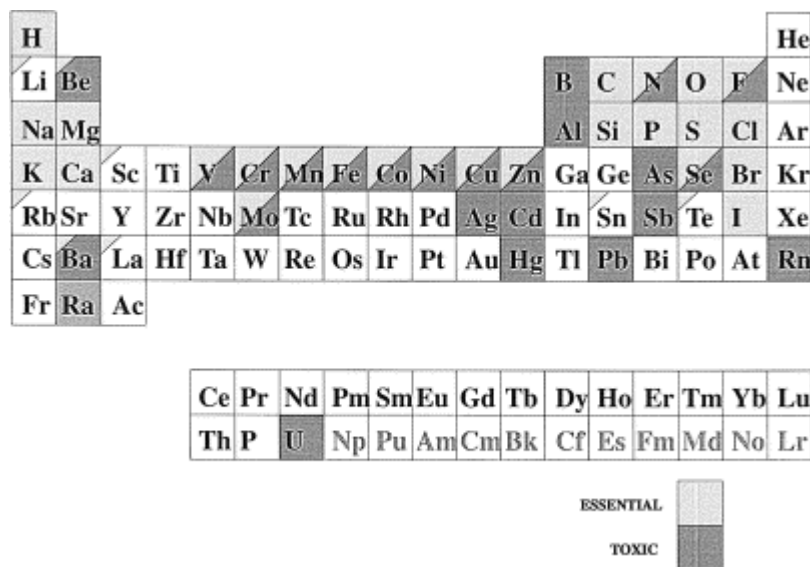 H He
Li Be B C N O F Ne
Na Mg Al Si P S Cl Ar
K Ca Sc Ti V Cr Mn Fe Co Ni Cu Zn Ga Ge As Se Br Kr
Rb Sr Y Zr Nb Mo Tc Ru Rh Pd Ag Cd In Sn Sb Te I Xe
Cs Ba La Hf Ta W Re Os Ir Pt Au Hg Tl Pb Bi Po At Rn
Fr Ra Ac
Ce Pr Nd Pm Sm Eu Gd Tb Dy Ho Er Tm Yb Lu
Th P U Np Pu Am Cm Bk Cf Es Fm Md No Lr
ESSENTIAL
TOXIC